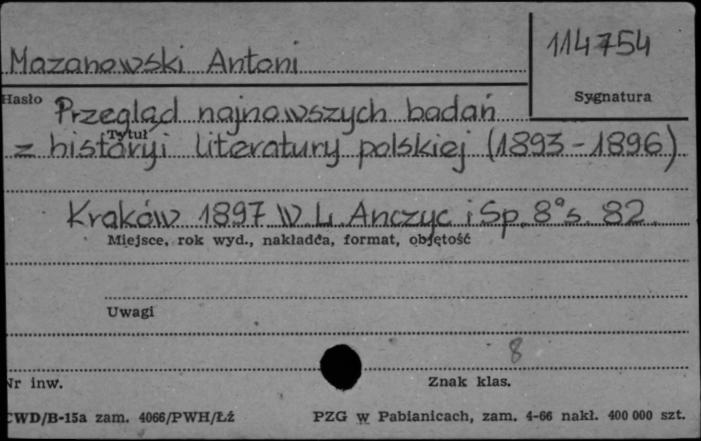 114754
Mazanowski Antoni
Hasło
Sygnatura
Przegląd najnowszych badań
Tytuł
z historyi literatury polskiej (1893-1896)
Kraków 1897 W. L. Anczyc i Sp. 8° s. 82.
Miejsce, rok wyd., nakładca, format, objętość
Uwagi
8
Nr inw.
Znak klas.
CWD/B-15a zam. 4066/PWH/Łź
PZG w Pabianicach, zam. 4-66 nakł. 400 000 szt.